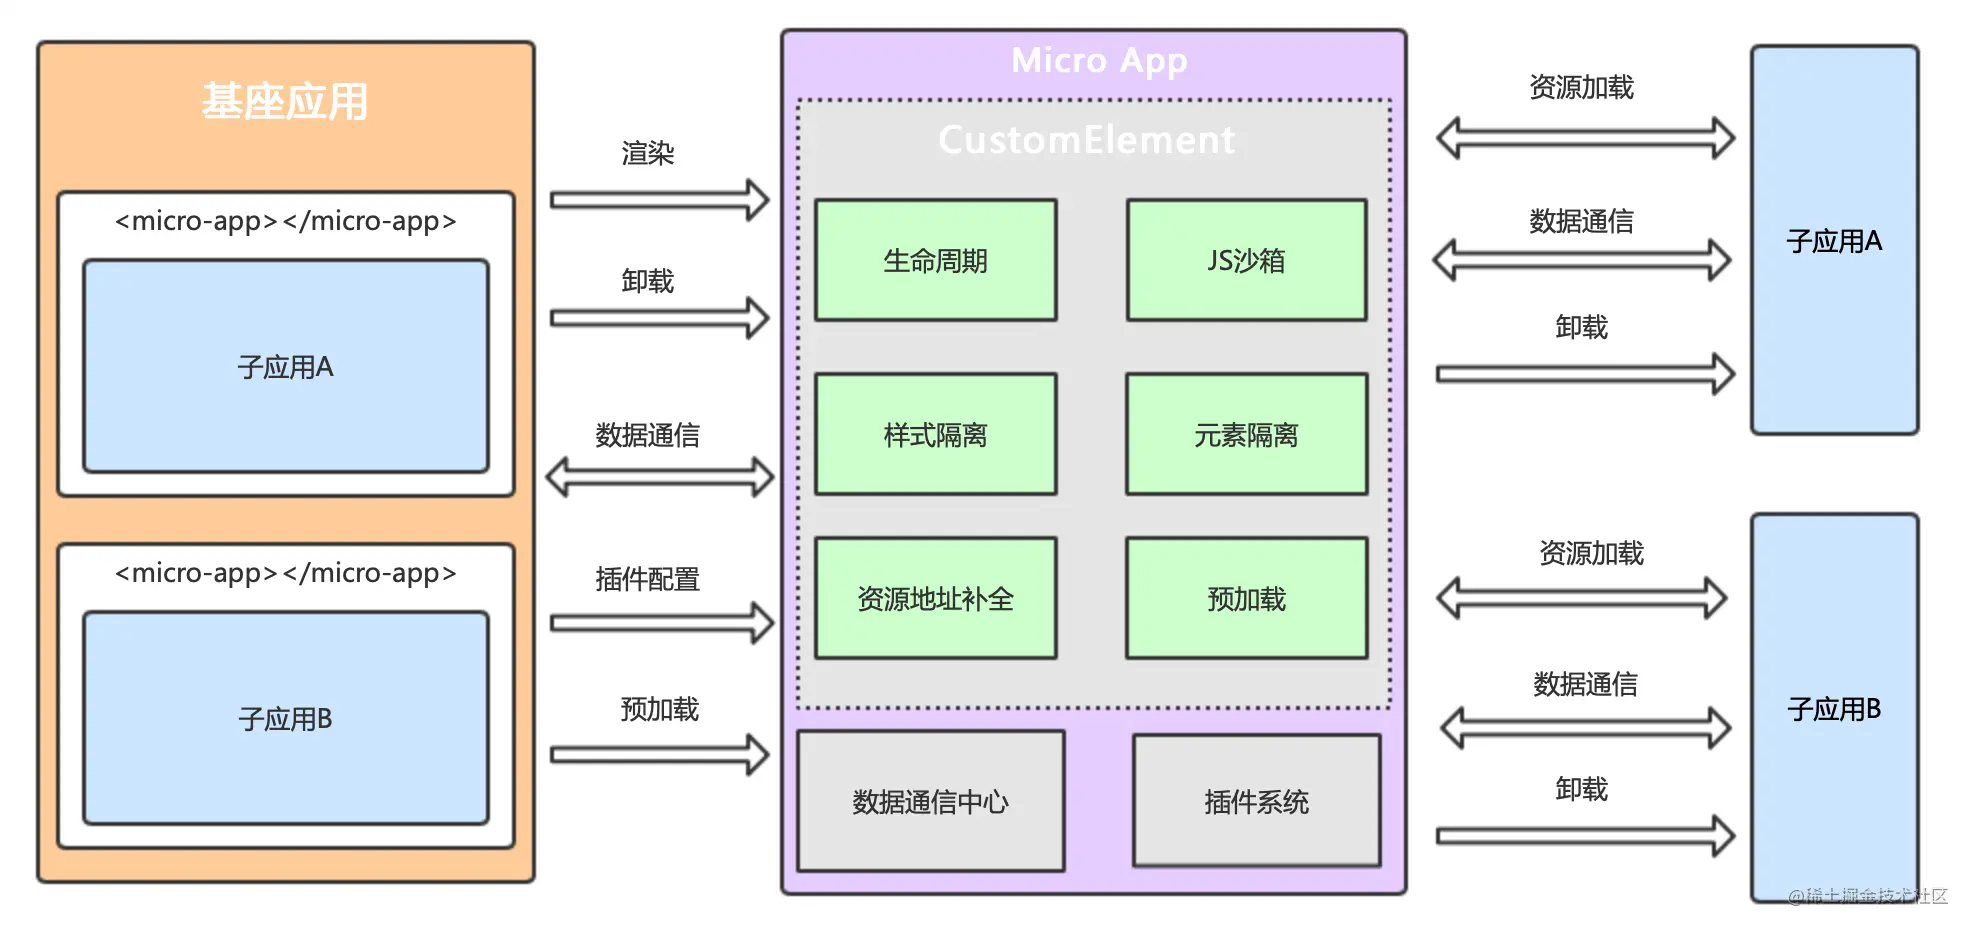 基座应用
<micro-app></micro-app>
子应用A
<micro-app></micro-app>
子应用B
渲染
卸载
数据通信
插件配置
预加载
Micro App
CustomElement
生命周期
JS沙箱
样式隔离
元素隔离
资源地址补全
预加载
数据通信中心
插件系统
资源加载
数据通信
卸载
子应用A
资源加载
数据通信
卸载
子应用B
@稀土掘金技术社区